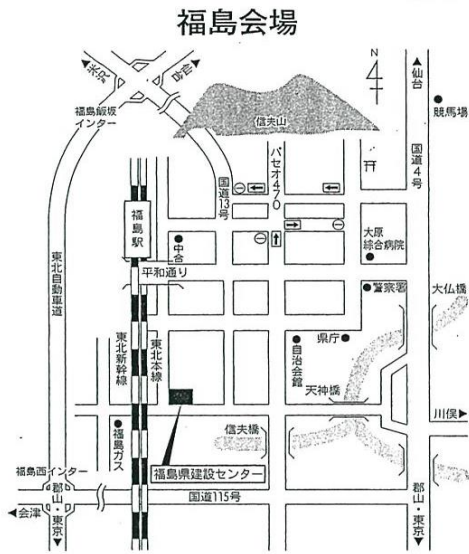 福島会場
米沢
仙台
福島飯坂
インター
信夫山
N
仙台
競馬場
国道4号
パセオ470
国道13号
福島駅
中合
大原
綜合病院
平和通り
東北自動車道
警察署
大仏橋
東北新幹線
東北本線
自治会館
県庁
天神橋
川俣
福島ガス
信夫橋
福島県建設センター
福島西インター
国道115号
会津
郡山・東京
郡山・東京